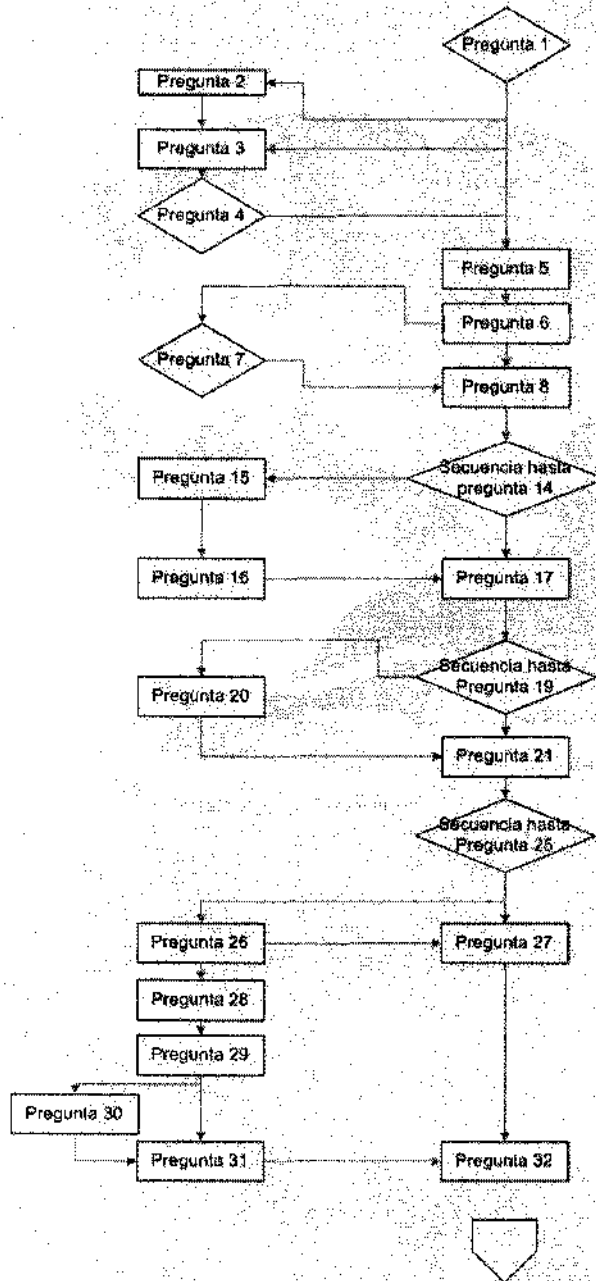 Pregunta 1
Pregunta 2
Pregunta 3
Pregunta 4
Pregunta 5
Pregunta 6
Pregunta 7
Pregunta 8
Secuencia hasta
pregunta 14
Pregunta 15
Pregunta 16
Pregunta 17
Secuencia hasta
Pregunta 19
Pregunta 20
Pregunta 21
Secuencia hasta
Pregunta 25
Pregunta 26
Pregunta 27
Pregunta 28
Pregunta 29
Pregunta 30
Pregunta 31
Pregunta 32